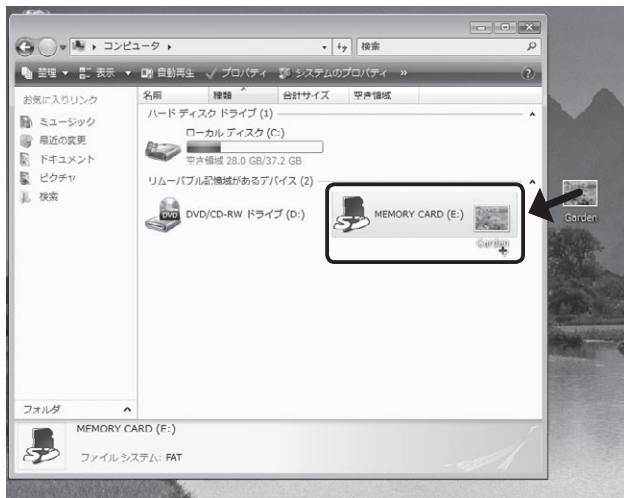 コンピュータ
検索
整理 表示 自動再生 プロパティ システムのプロパティ »
お気に入りリンク
ミュージック
最近の変更
ドキュメント
ピクチャ
検索
名前 種類 合計サイズ 空き領域
ハード ディスク ドライブ (1)
ローカル ディスク (C:)
空き領域 28.0 GB/37.2 GB
リムーバブル記憶域があるデバイス (2)
DVD
DVD/CD-RW ドライブ (D:)
MEMORY CARD (E:)
Garden
Garden
フォルダ
MEMORY CARD (E:)
ファイル システム: FAT